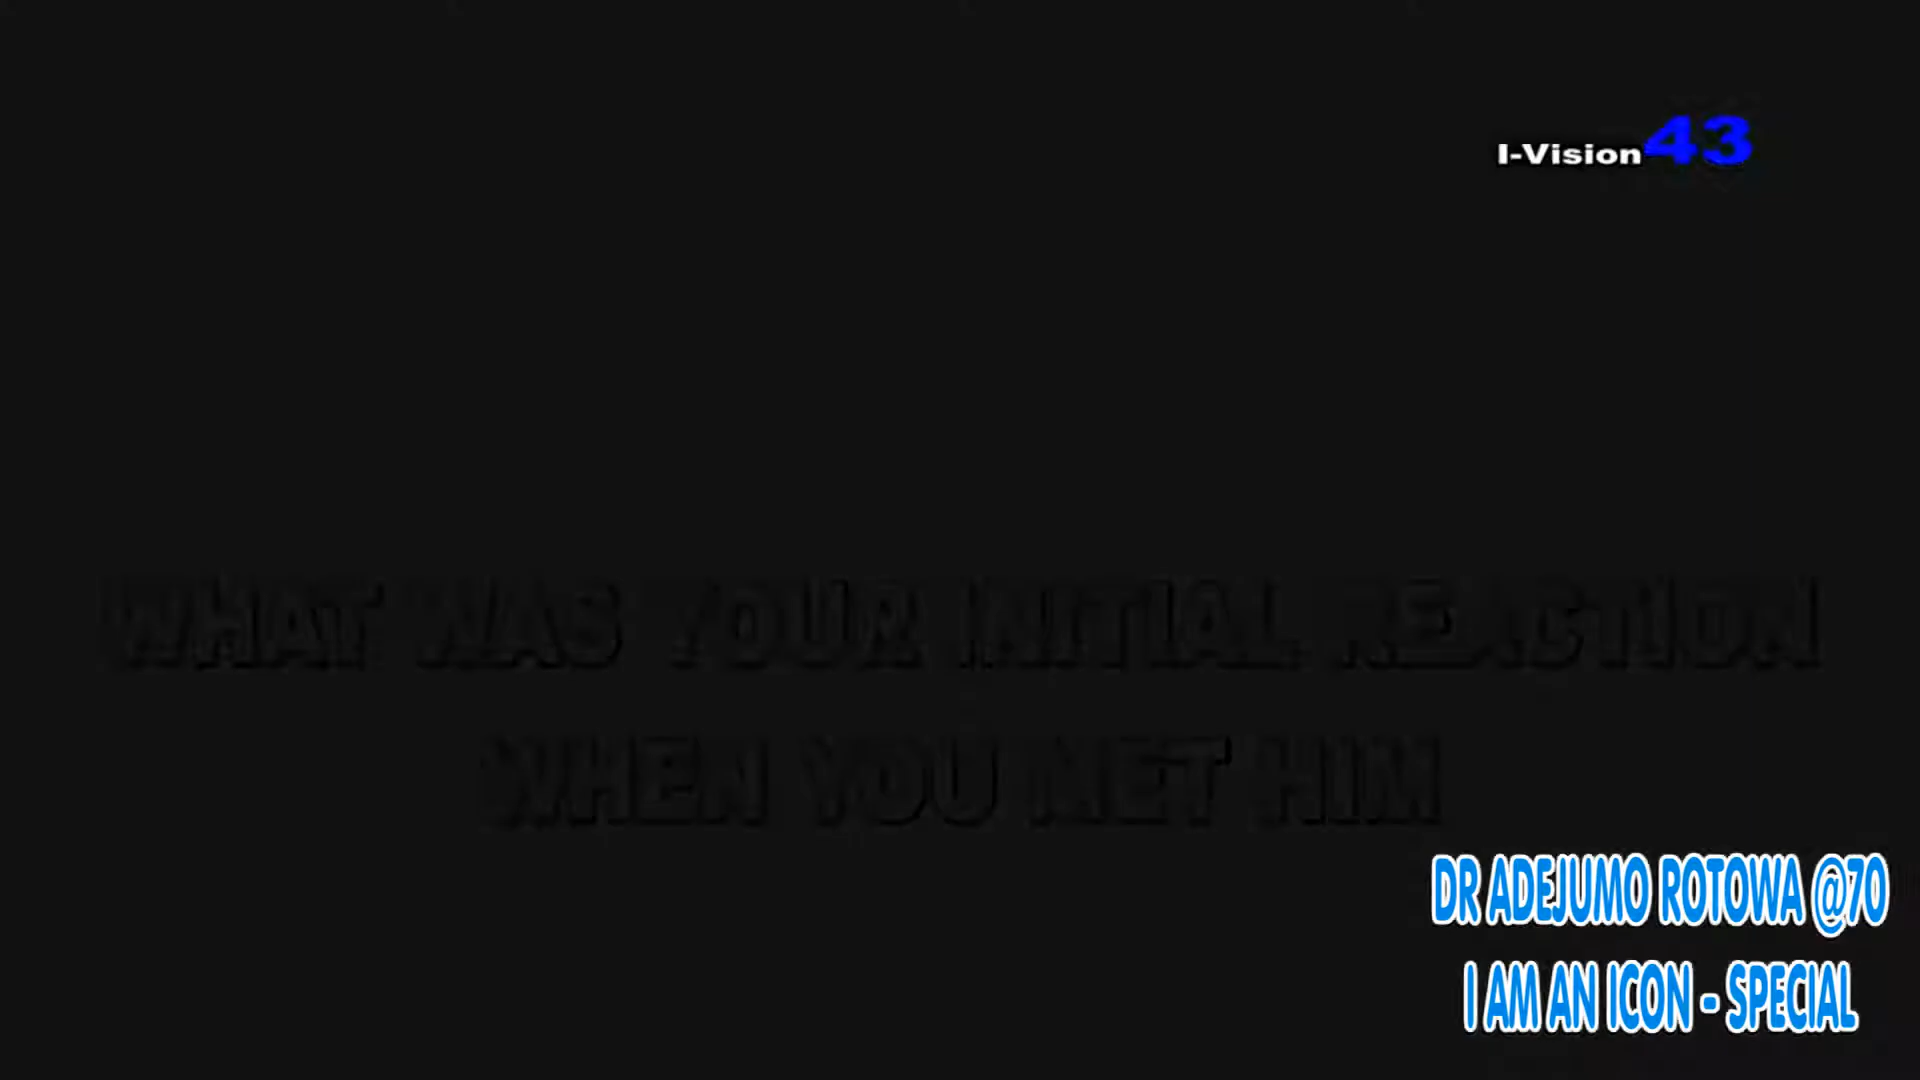 I-Vision43
WHAT WAS YOUR INITIAL REACTION
WHEN YOU MET HIM
DR ADEJUMO ROTOWA @70
I AM AN ICON - SPECIAL